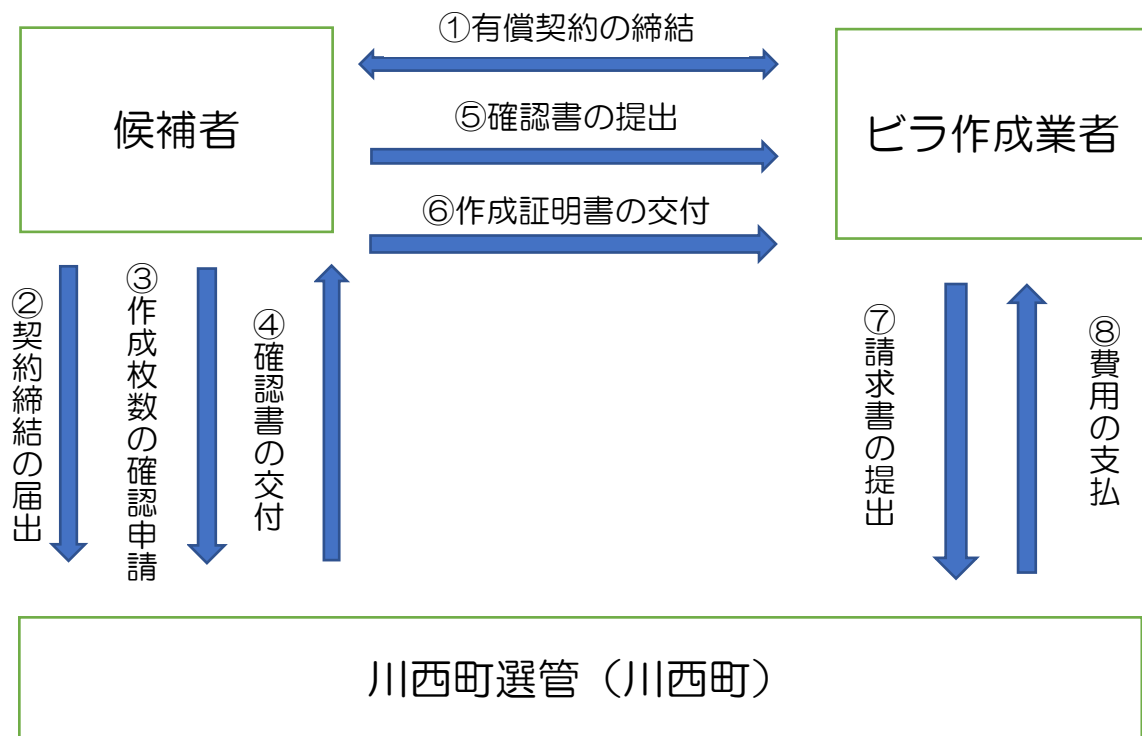 ①有償契約の締結
候補者
⑤確認書の提出
ビラ作成業者
⑥作成証明書の交付
②契約締結の届出
③作成枚数の確認申請
④確認書の交付
⑦請求書の提出
⑧費用の支払
川西町選管（川西町）